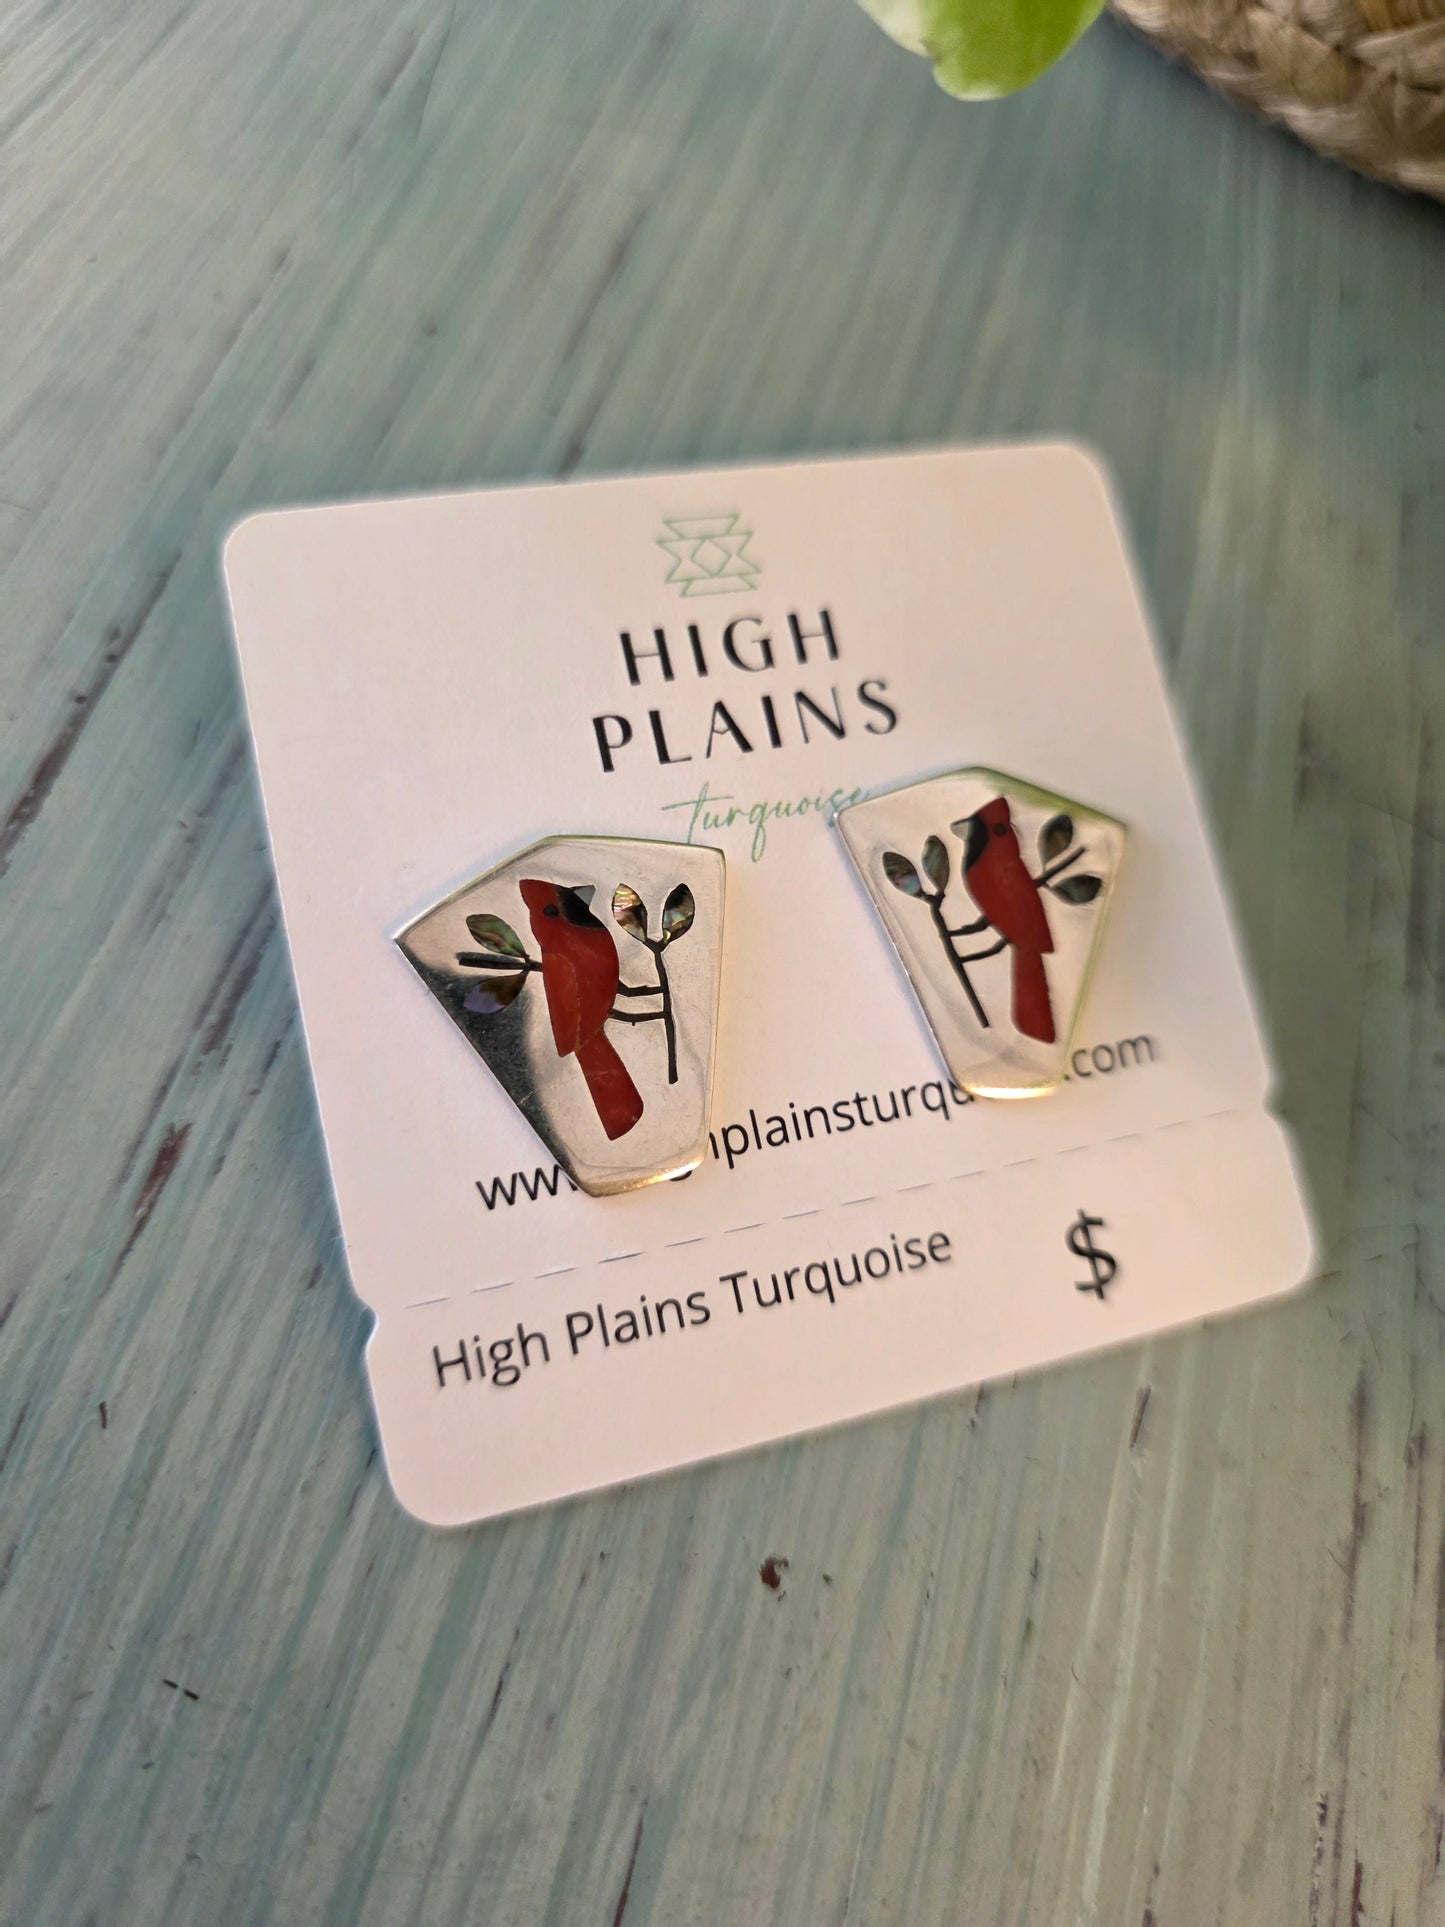 HIGH
PLAINS
turquoise
.com
High Plains Turquoise $